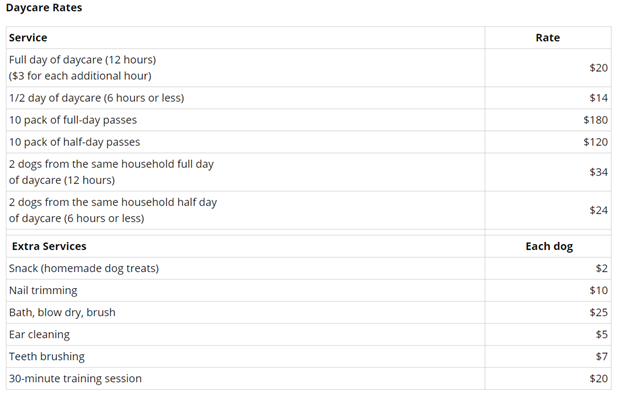 Daycare Rates
Service Rate
Full day of daycare (12 hours)
($3 for each additional hour) $20
1/2 day of daycare (6 hours or less) $14
10 pack of full-day passes $180
10 pack of half-day passes $120
2 dogs from the same household full day
of daycare (12 hours) $34
2 dogs from the same household half day
of daycare (6 hours or less) $24
Extra Services Each dog
Snack (homemade dog treats) $2
Nail trimming $10
Bath, blow dry, brush $25
Ear cleaning $5
Teeth brushing $7
30-minute training session $20